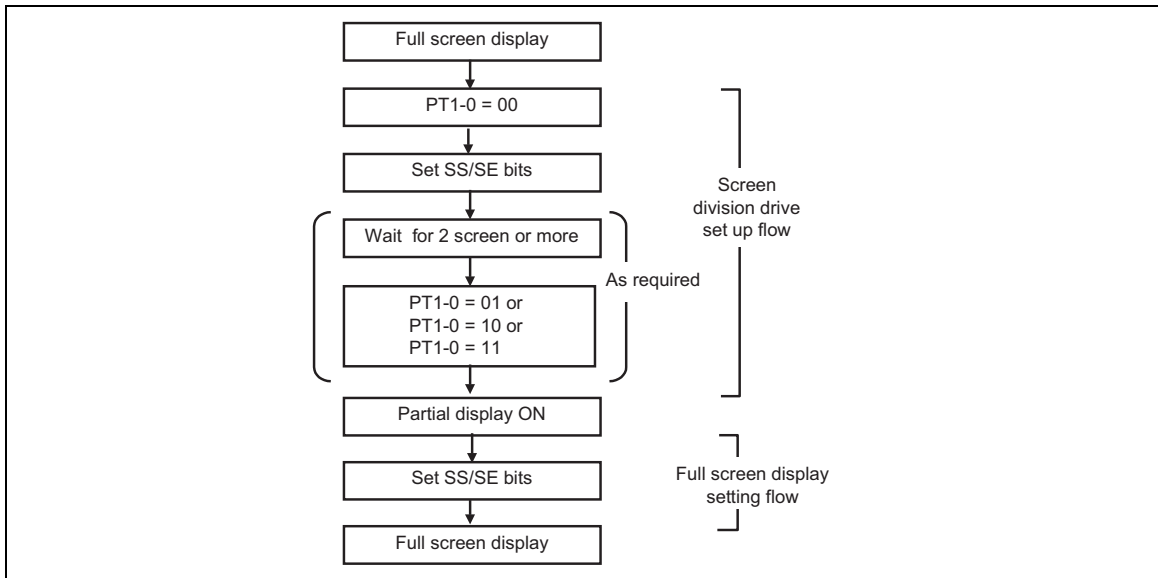 Full screen display
PT1-0 = 00
Set SS/SE bits
Wait for 2 screen or more
PT1-0 = 01 or
PT1-0 = 10 or
PT1-0 = 11
As required
Partial display ON
Screen
division drive
set up flow
Set SS/SE bits
Full screen display
Full screen display
setting flow